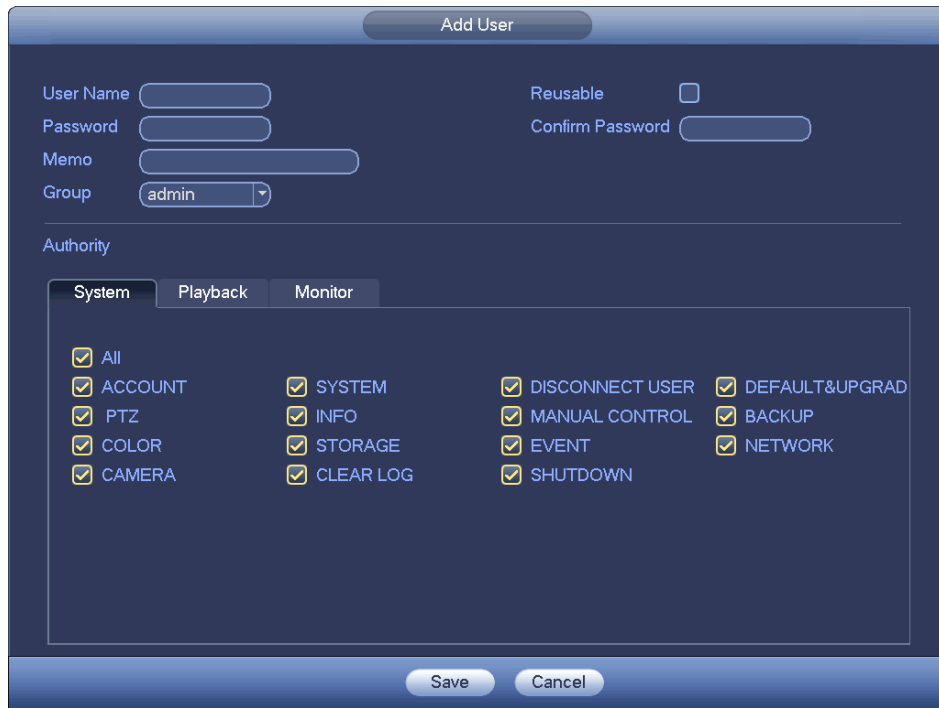 Add User
User Name
Reusable
Password
Confirm Password
Memo
Group admin
Authority
System Playback Monitor
All
ACCOUNT SYSTEM DISCONNECT USER DEFAULT&UPGRAD
PTZ INFO MANUAL CONTROL BACKUP
COLOR STORAGE EVENT NETWORK
CAMERA CLEAR LOG SHUTDOWN
Save Cancel